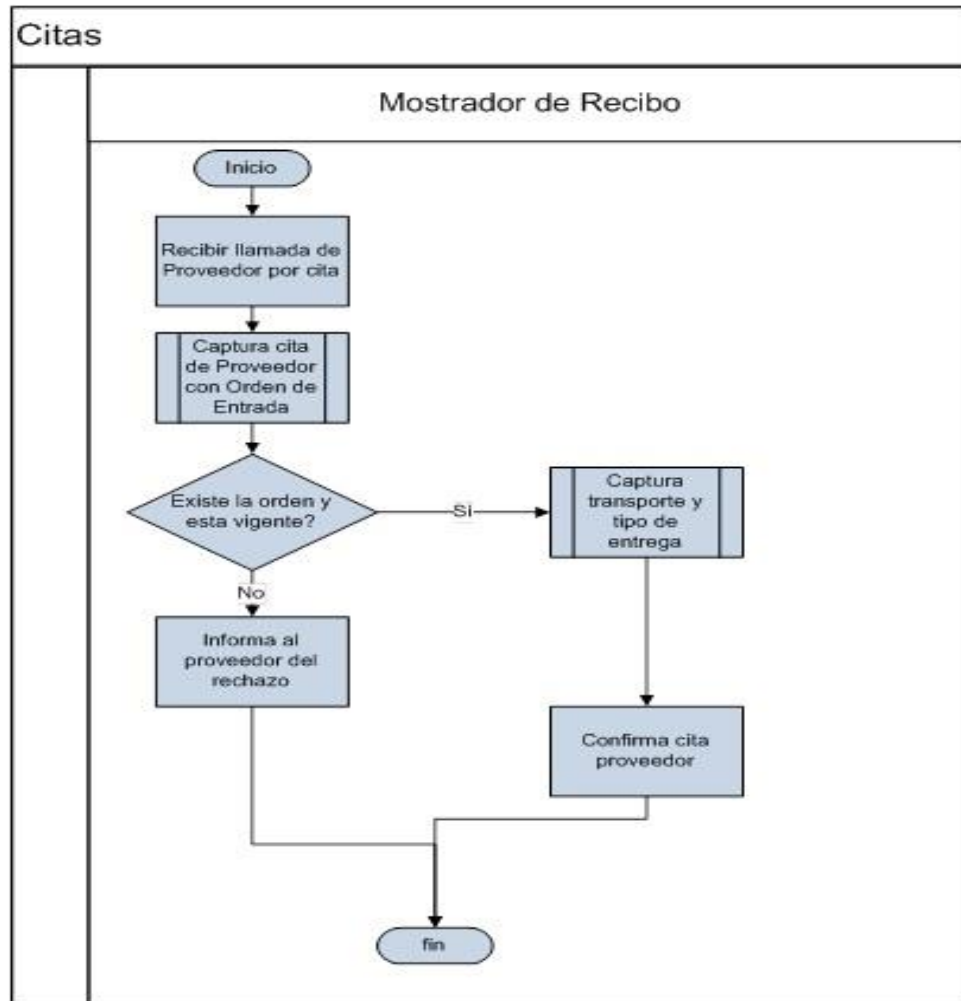 Citas
Mostrador de Recibo
Inicio
Recibir llamada de
Proveedor por cita
Captura cita
de Proveedor
con Orden de
Entrada
Existe la orden y
esta vigente?
Si
Captura
transporte y
tipo de
entrega
No
Informa al
proveedor del
rechazo
Confirma cita
proveedor
fin